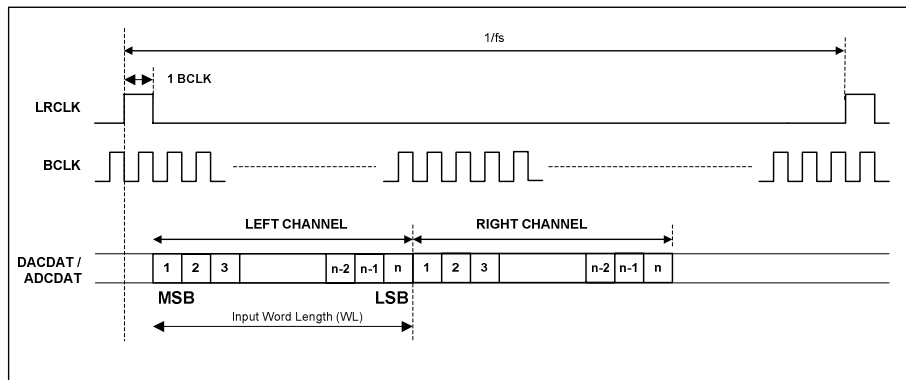 1/fs
1 BCLK
LRCLK
BCLK
LEFT CHANNEL
RIGHT CHANNEL
DACDAT /
ADCDAT
1 2 3 n-2 n-1 n 1 2 3 n-2 n-1 n
MSB LSB
Input Word Length (WL)